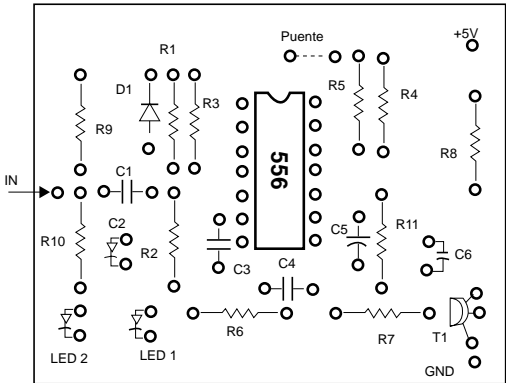 Puente
+5V
R1
D1
R3
R5
R4
R9
R8
556
IN
C1
R10
C2
R2
C3
C5
R11
C6
C4
R6
R7
T1
LED 2
LED 1
GND